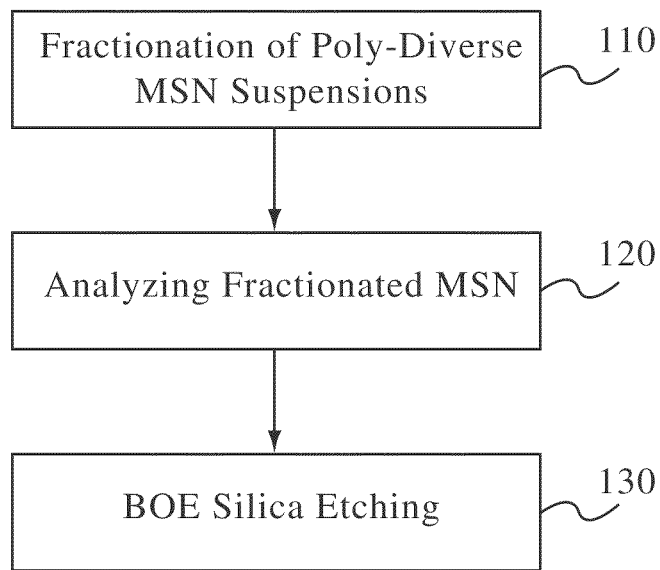 Fractionation of Poly-Diverse
MSN Suspensions
110
Analyzing Fractionated MSN
120
BOE Silica Etching
130